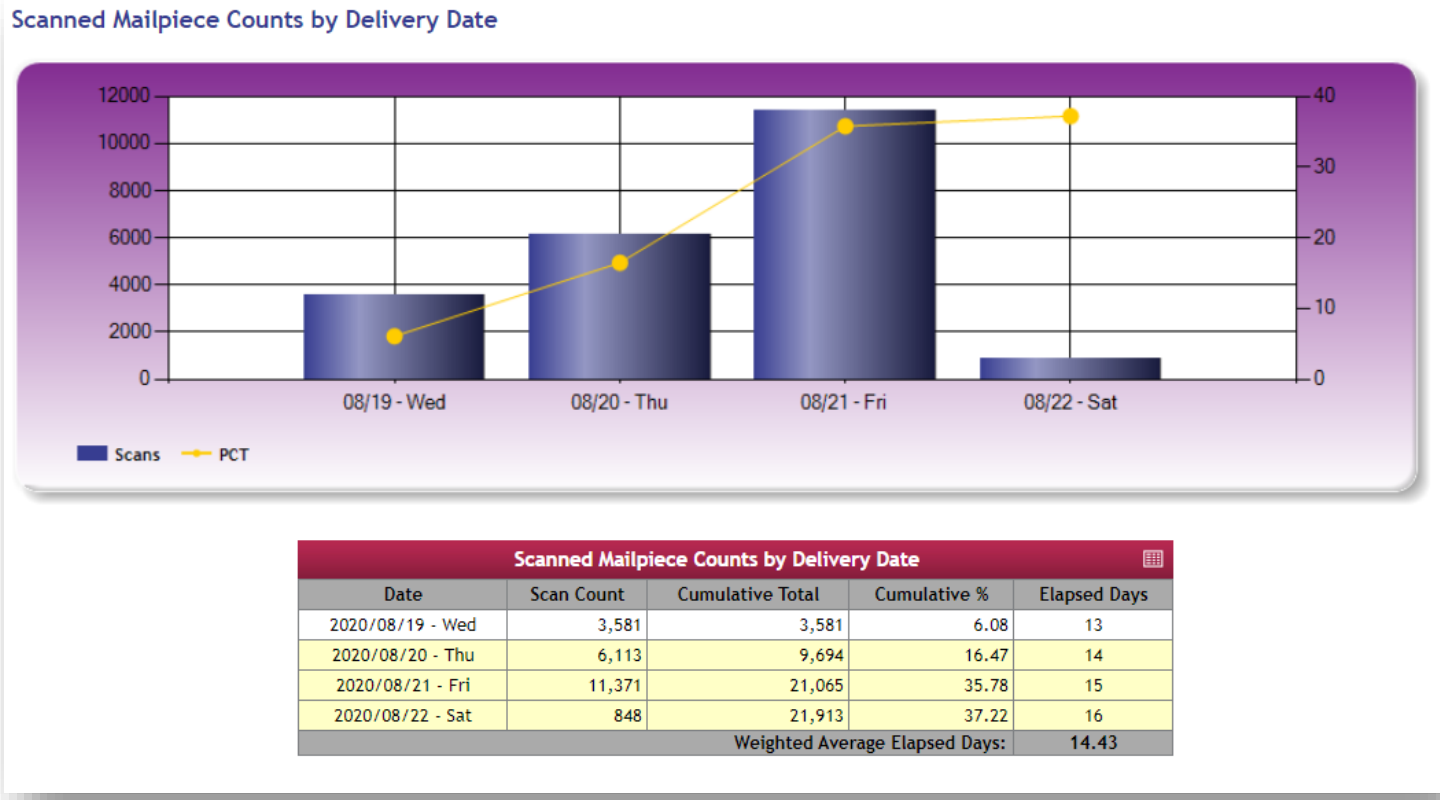 Scanned Mailpiece Counts by Delivery Date
12000 40
10000
30
8000
6000 20
4000
10
2000
0 0
08/19 - Wed 08/20 - Thu 08/21 - Fri 08/22 - Sat
Scans PCT
Scanned Mailpiece Counts by Delivery Date
Date Scan Count Cumulative Total Cumulative % Elapsed Days
2020/08/19 - Wed 3,581 3,581 6.08 13
2020/08/20 - Thu 6,113 9,694 16.47 14
2020/08/21 - Fri 11,371 21,065 35.78 15
2020/08/22 - Sat 848 21,913 37.22 16
Weighted Average Elapsed Days: 14.43